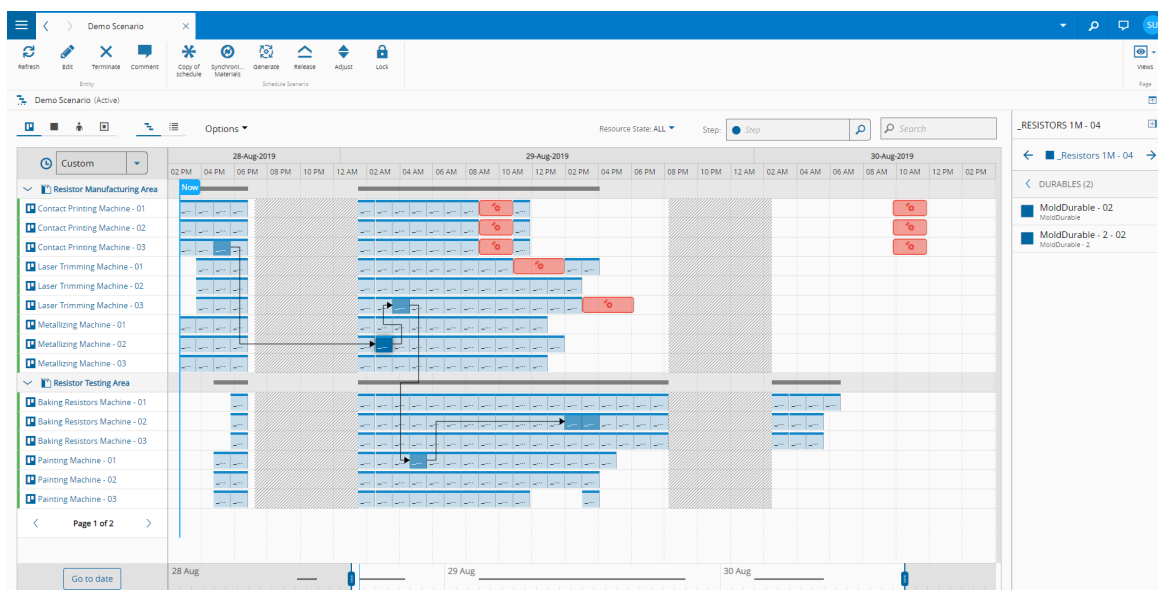 Demo Scenario
SU
Refresh Edit Terminate Comment Copy of schedule Synchroni... Materials Generate Release Adjust Lock Views
Entity Schedule Scenario Page
Demo Scenario (Active)
Options Resource State: ALL Step: Step Search
_RESISTORS 1M - 04
Custom
28-Aug-2019 29-Aug-2019 30-Aug-2019
02 PM 04 PM 06 PM 08 PM 10 PM 12 AM 02 AM 04 AM 06 AM 08 AM 10 AM 12 PM 02 PM 04 PM 06 PM 08 PM 10 PM 12 AM 02 AM 04 AM 06 AM 08 AM 10 AM 12 PM 02 PM
_Resistors 1M - 04
DURABLES (2)
MoldDurable - 02
MoldDurable
MoldDurable - 2 - 02
MoldDurable - 2
Now
Resistor Manufacturing Area
Contact Printing Machine - 01
Contact Printing Machine - 02
Contact Printing Machine - 03
Laser Trimming Machine - 01
Laser Trimming Machine - 02
Laser Trimming Machine - 03
Metallizing Machine - 01
Metallizing Machine - 02
Metallizing Machine - 03
Resistor Testing Area
Baking Resistors Machine - 01
Baking Resistors Machine - 02
Baking Resistors Machine - 03
Painting Machine - 01
Painting Machine - 02
Painting Machine - 03
Page 1 of 2
Go to date
28 Aug 29 Aug 30 Aug